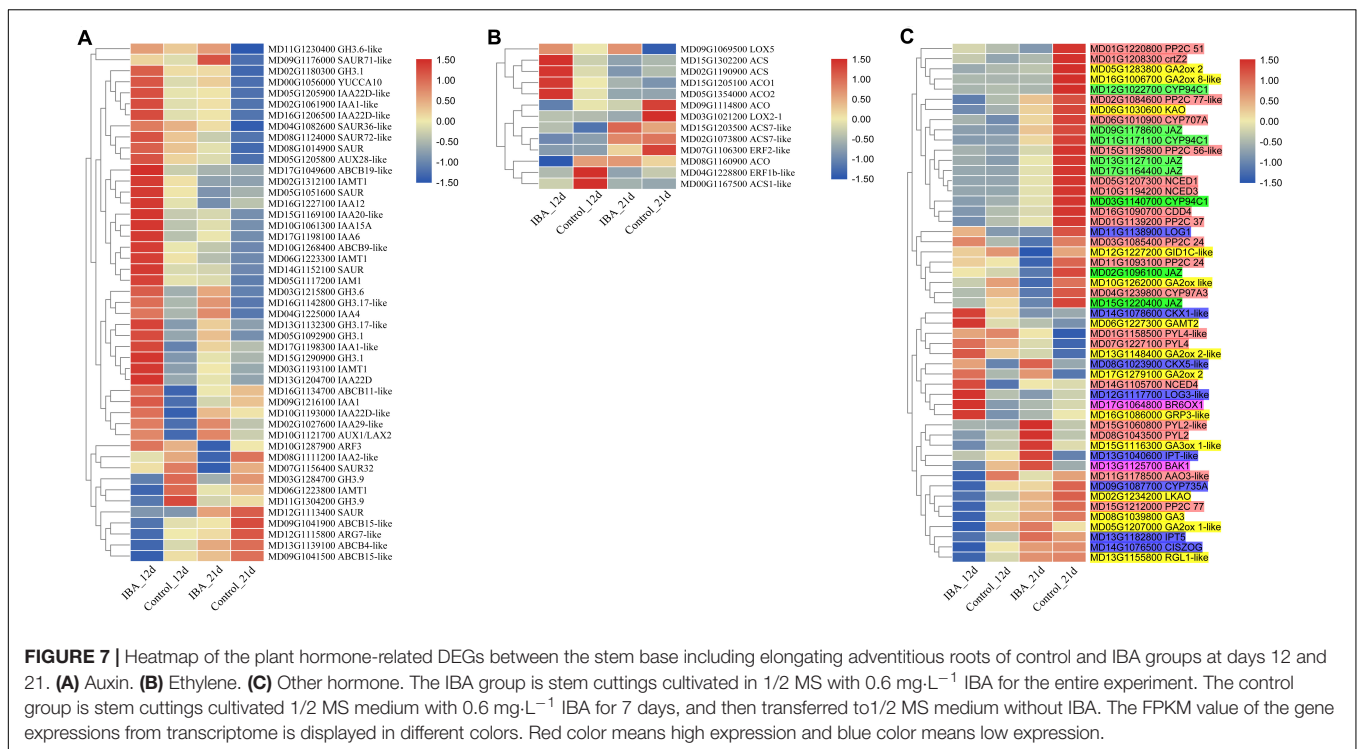 A
MD11G1230400 GH3.6-like
MD09G1176000 SAUR71-like
MD02G1180300 GH3.1
MD00G1056000 YUCCA10
MD05G1205900 IAA22D-like
MD02G1061900 IAA1-like
MD16G1206500 IAA22D-like
MD04G1082600 SAUR36-like
MD08G1124000 SAUR72-like
MD08G1014900 SAUR
MD05G1205800 AUX28-like
MD17G1049600 ABCB19-like
MD02G1312100 IAMT1
MD05G1051600 SAUR
MD16G1227100 IAA12
MD15G1169100 IAA20-like
MD10G1061300 IAA15A
MD17G1198100 IAA6
MD10G1268400 ABCB9-like
MD06G1223300 IAMT1
MD14G1152100 SAUR
MD05G1117200 IAM1
MD03G1215800 GH3.6
MD16G1142800 GH3.17-like
MD04G1225000 IAA4
MD13G1132300 GH3.17-like
MD05G1092900 GH3.1
MD17G1198300 IAA1-like
MD15G1290900 GH3.1
MD03G1193100 IAMT1
MD13G1204700 IAA22D
MD16G1134700 ABCB11-like
MD09G1216100 IAA1
MD10G1193000 IAA22D-like
MD02G1027600 IAA29-like
MD10G1121700 AUX1/LAX2
MD10G1287900 ARF3
MD08G1111200 IAA2-like
MD07G1156400 SAUR32
MD03G1284700 GH3.9
MD06G1223800 IAMT1
MD11G1304200 GH3.9
MD12G1113400 SAUR
MD09G1041900 ABCB15-like
MD12G1115800 ARG7-like
MD13G1139100 ABCB4-like
MD09G1041500 ABCB15-like
IBA_12d
Control_12d
IBA_21d
Control_21d
1.50
1.00
0.50
0.00
-0.50
-1.00
-1.50
B
MD09G1069500 LOX5
MD15G1302200 ACS
MD02G1190900 ACS
MD15G1205100 ACO1
MD05G1354000 ACO2
MD09G1114800 ACO
MD03G1021200 LOX2-1
MD15G1203500 ACS7-like
MD02G1073800 ACS7-like
MD07G1106300 ERF2-like
MD08G1160900 ACO
MD04G1228800 ERF1b-like
MD00G1167500 ACS1-like
IBA_12d
Control_12d
IBA_21d
Control_21d
1.50
1.00
0.50
0.00
-0.50
-1.00
-1.50
C
MD01G1220800 PP2C 51
MD01G1208300 crtZ2
MD05G1283800 GA2ox 2
MD16G1006700 GA2ox 8-like
MD12G1022700 CYP94C1
MD02G1084600 PP2C 77-like
MD06G1030600 KAO
MD06G1010900 CYP707A
MD09G1178600 JAZ
MD11G1171100 CYP94C1
MD15G1195800 PP2C 56-like
MD13G1127100 JAZ
MD17G1164400 JAZ
MD05G1207300 NCED1
MD10G1194200 NCED3
MD03G1140700 CYP94C1
MD16G1090700 CDD4
MD01G1139200 PP2C 37
MD11G1138900 LOG1
MD03G1085400 PP2C 24
MD12G1227200 GID1C-like
MD11G1093100 PP2C 24
MD02G1096100 JAZ
MD10G1262000 GA2ox like
MD04G1239800 CYP97A3
MD15G1220400 JAZ
MD14G1078600 CKX1-like
MD06G1227300 GAMT2
MD01G1158500 PYL4-like
MD07G1227100 PYL4
MD13G1148400 GA2ox 2-like
MD08G1023900 CKX5-like
MD17G1279100 GA2ox 2
MD14G1105700 NCED4
MD12G1117700 LOG3-like
MD17G1064800 BR6OX1
MD16G1086000 GRP3-like
MD15G1060800 PYL2-like
MD08G1043500 PYL2
MD15G1116300 GA3ox 1-like
MD13G1040600 IPT-like
MD13G1125700 BAK1
MD11G1178500 AAO3-like
MD09G1087700 CYP735A
MD02G1234200 LKAO
MD15G1212000 PP2C 77
MD08G1039800 GA3
MD05G1207000 GA2ox 1-like
MD13G1182800 IPT5
MD14G1076500 CISZOG
MD13G1155800 RGL1-like
IBA_12d
Control_12d
IBA_21d
Control_21d
1.50
1.00
0.50
0.00
-0.50
-1.00
-1.50
FIGURE 7 | Heatmap of the plant hormone-related DEGs between the stem base including elongating adventitious roots of control and IBA groups at days 12 and
21. (A) Auxin. (B) Ethylene. (C) Other hormone. The IBA group is stem cuttings cultivated in 1/2 MS with 0.6 mg·L−1 IBA for the entire experiment. The control
group is stem cuttings cultivated 1/2 MS medium with 0.6 mg·L−1 IBA for 7 days, and then transferred to1/2 MS medium without IBA. The FPKM value of the gene
expressions from transcriptome is displayed in different colors. Red color means high expression and blue color means low expression.